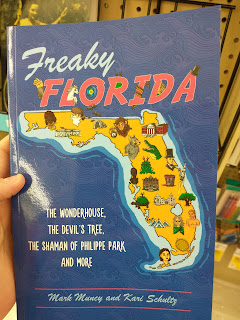 Freaky
FLORIDA
THE WONDERHOUSE,
THE DEVIL'S TREE,
THE SHAMAN OF PHILIPPE PARK,
AND MORE
Mark Muncy and Kari Schultz